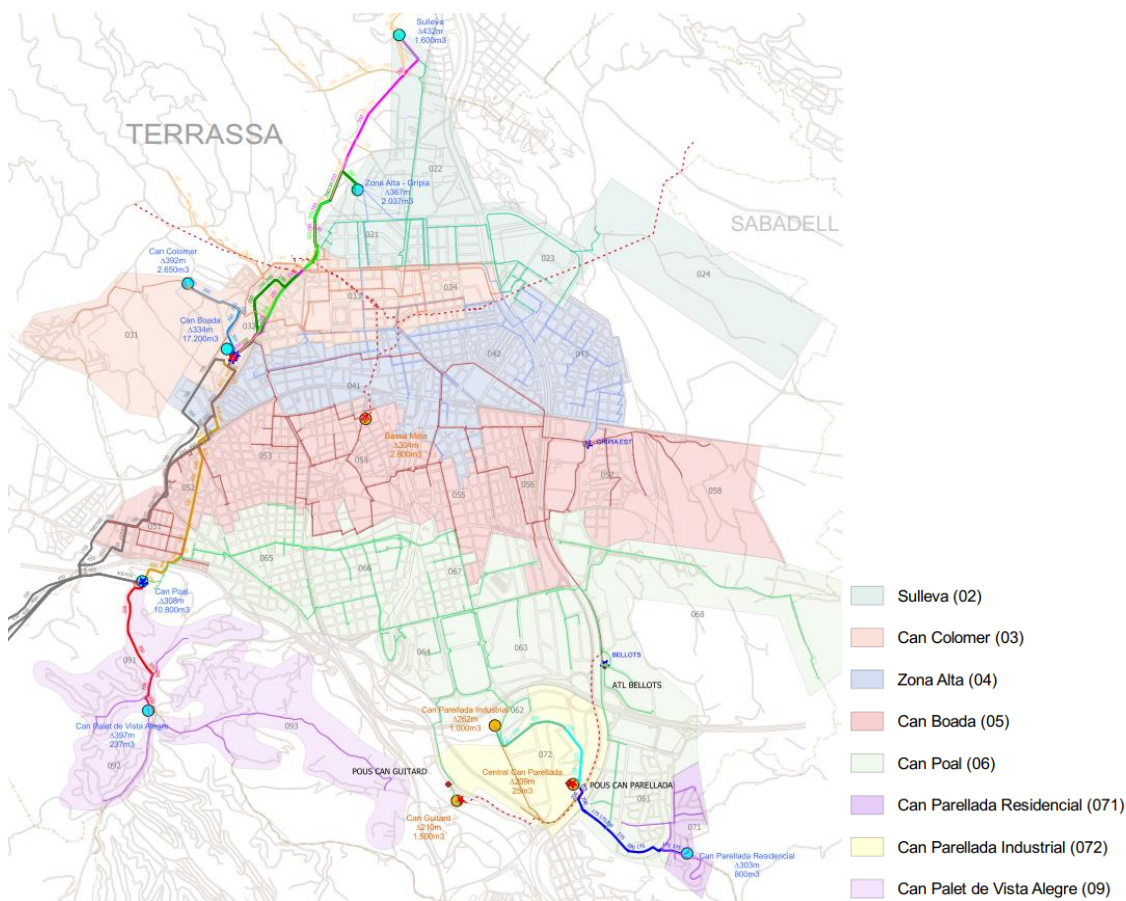 Sulleva
Δ432m
1.600m3
TERRASSA
022
Zona Alta - Gripia
Δ367m
2.037m3
SABADELL
021
023
024
Can Colomer
Δ392m
2.650m3
033
034
031
032
Can Boada
Δ334m
17.200m3
042
043
041
Bassa Mina
Δ304m
2.800m3
GRIPIA EST
053
054
057
052
055
056
058
051
065
066
067
Can Poal
Δ308m
10.800m3
068
091
064
063
BELLOTS
ATL BELLOTS
Can Palet de Vista Alegre
Δ397m
237m3
093
092
Can Parellada Industrial
Δ262m
1.000m3
062
072
POUS CAN GUITARD
Central Can Parellada
Δ209m
25m3
POUS CAN PARELLADA
061
Can Guitard
Δ210m
1.500m3
071
Can Parellada Residencial
Δ303m
800m3
Sulleva (02)
Can Colomer (03)
Zona Alta (04)
Can Boada (05)
Can Poal (06)
Can Parellada Residencial (071)
Can Parellada Industrial (072)
Can Palet de Vista Alegre (09)